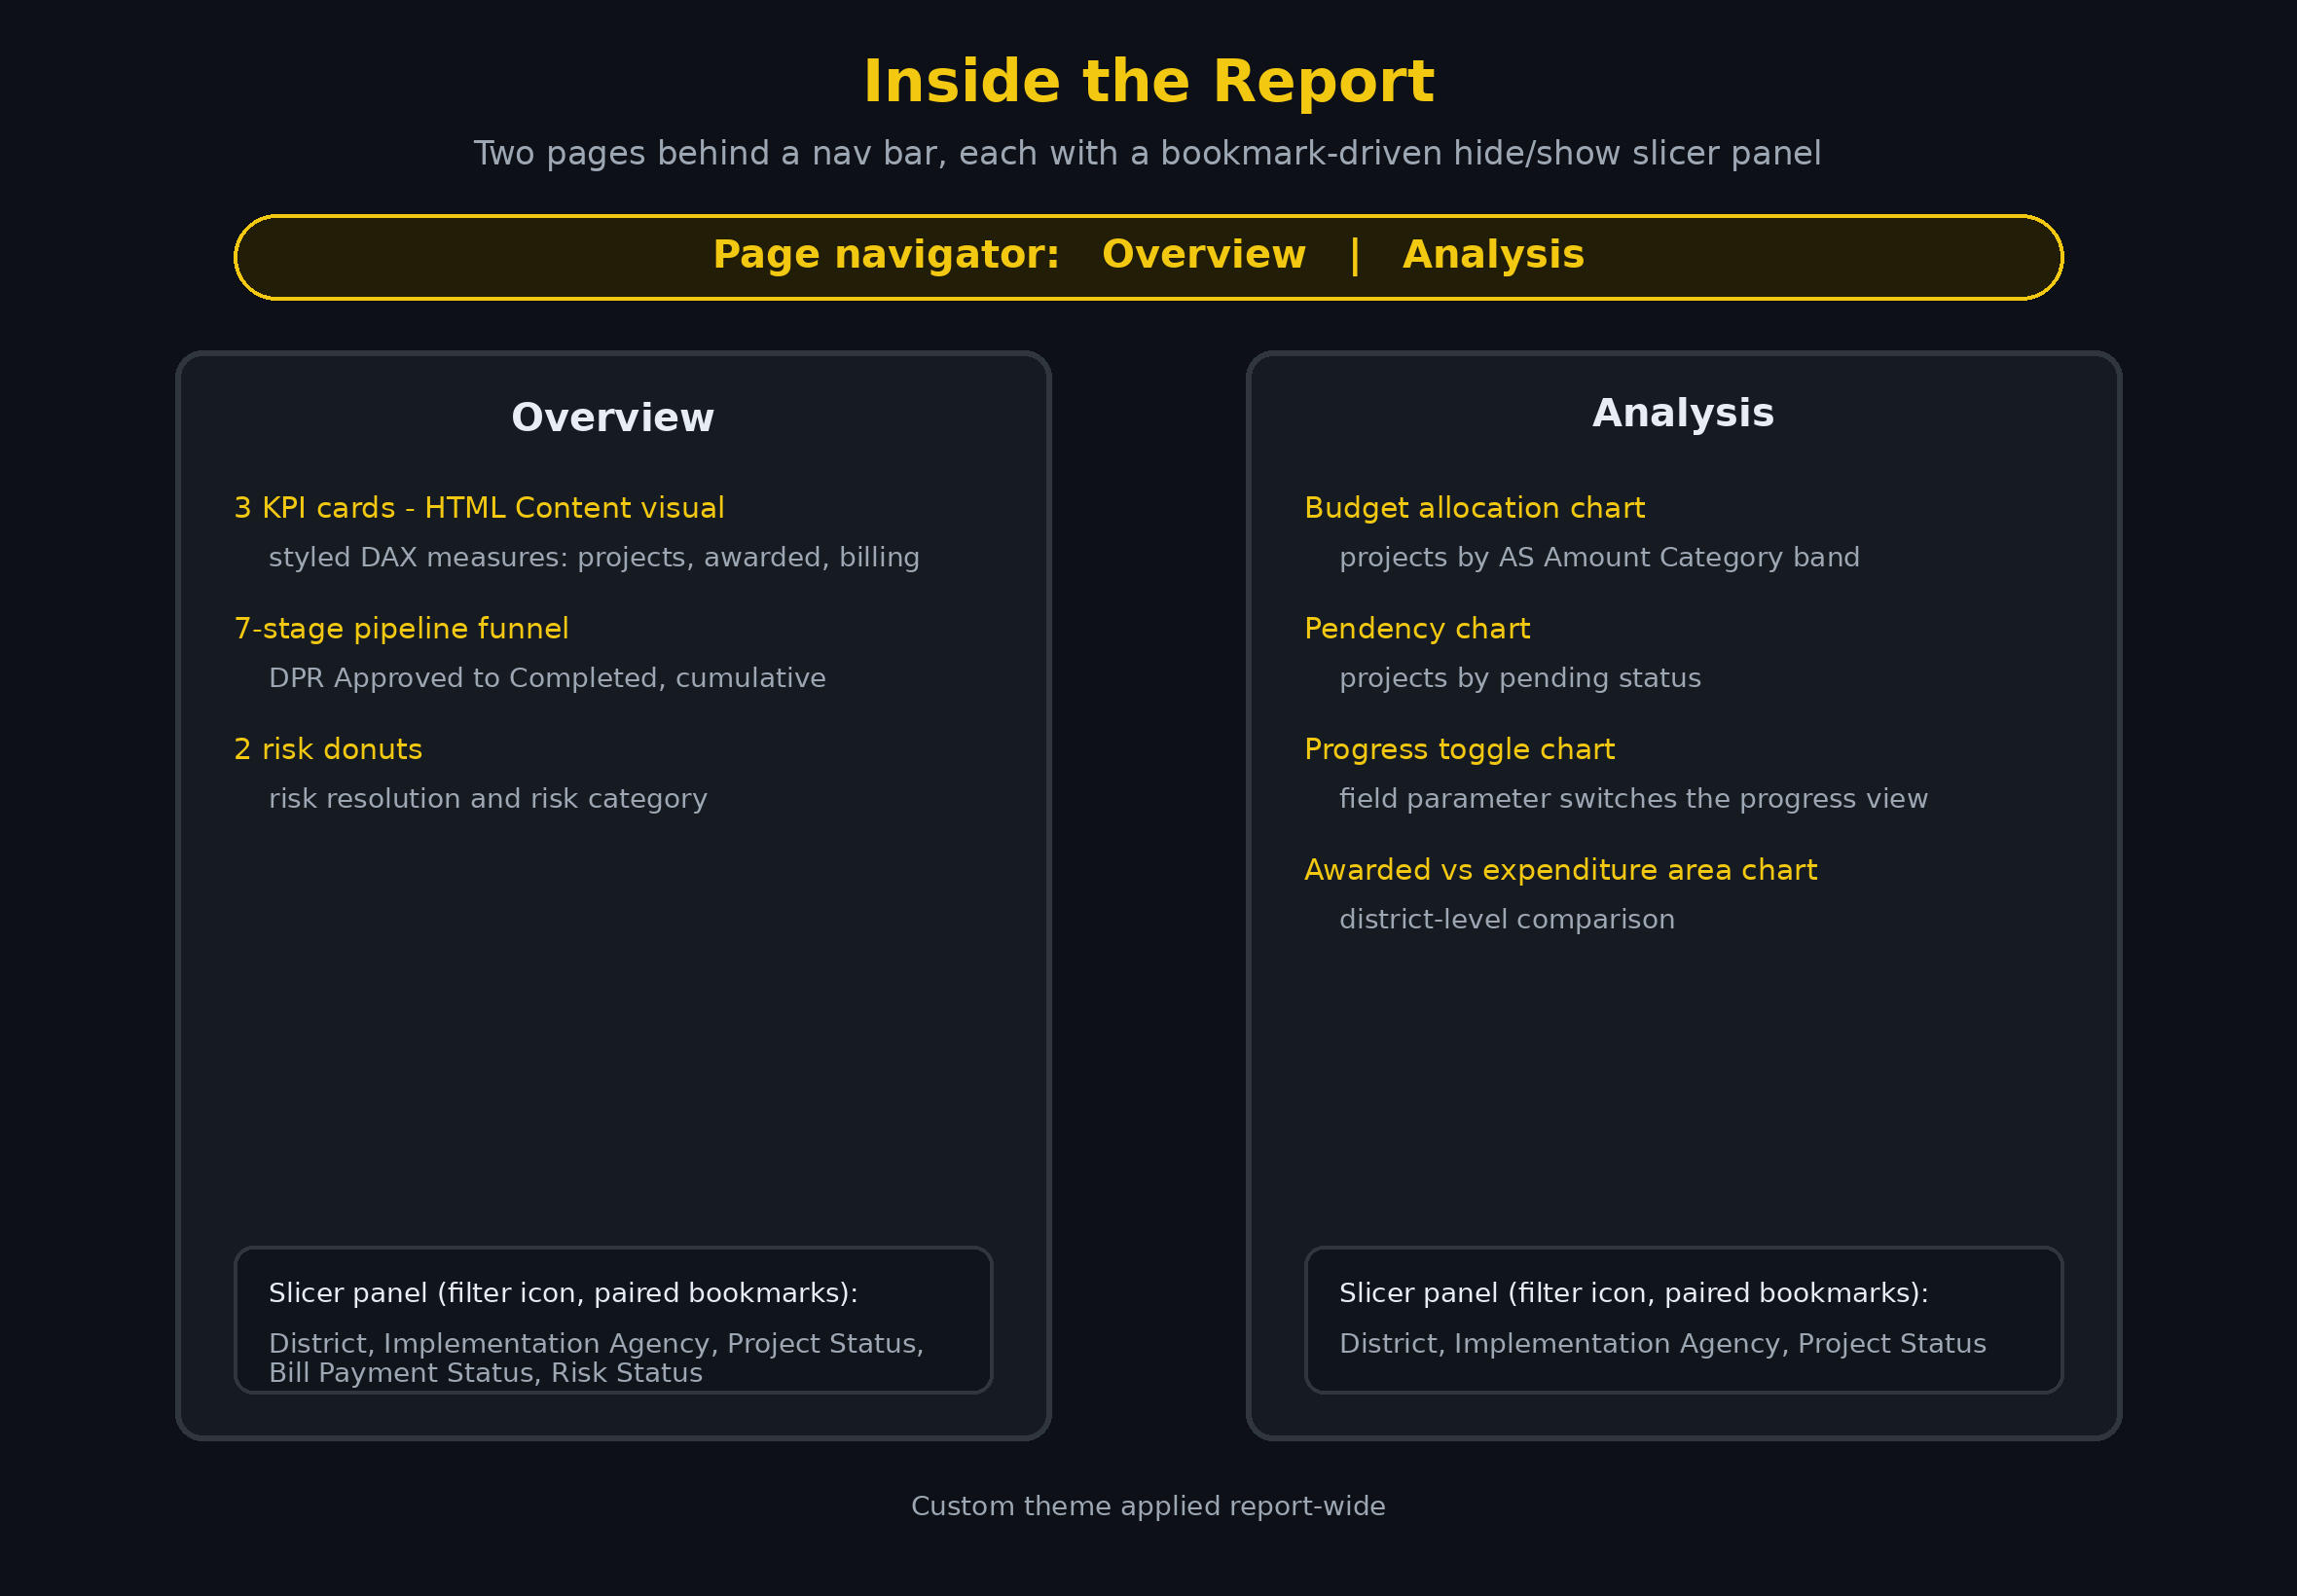 Inside the Report
Two pages behind a nav bar, each with a bookmark-driven hide/show slicer panel
Page navigator:   Overview   |   Analysis
Overview
3 KPI cards - HTML Content visual
styled DAX measures: projects, awarded, billing
7-stage pipeline funnel
DPR Approved to Completed, cumulative
2 risk donuts
risk resolution and risk category
Slicer panel (filter icon, paired bookmarks):
District, Implementation Agency, Project Status,
Bill Payment Status, Risk Status
Analysis
Budget allocation chart
projects by AS Amount Category band
Pendency chart
projects by pending status
Progress toggle chart
field parameter switches the progress view
Awarded vs expenditure area chart
district-level comparison
Slicer panel (filter icon, paired bookmarks):
District, Implementation Agency, Project Status
Custom theme applied report-wide